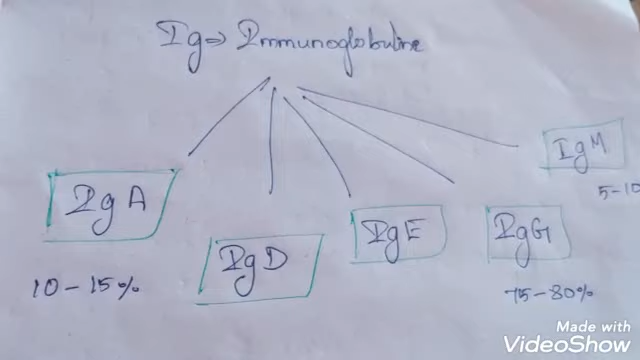 Ig => Immunoglobuline
IgM
5-10
IgA
IgE
IgG
IgD
10-15%
75-80%
Made with
VideoShow